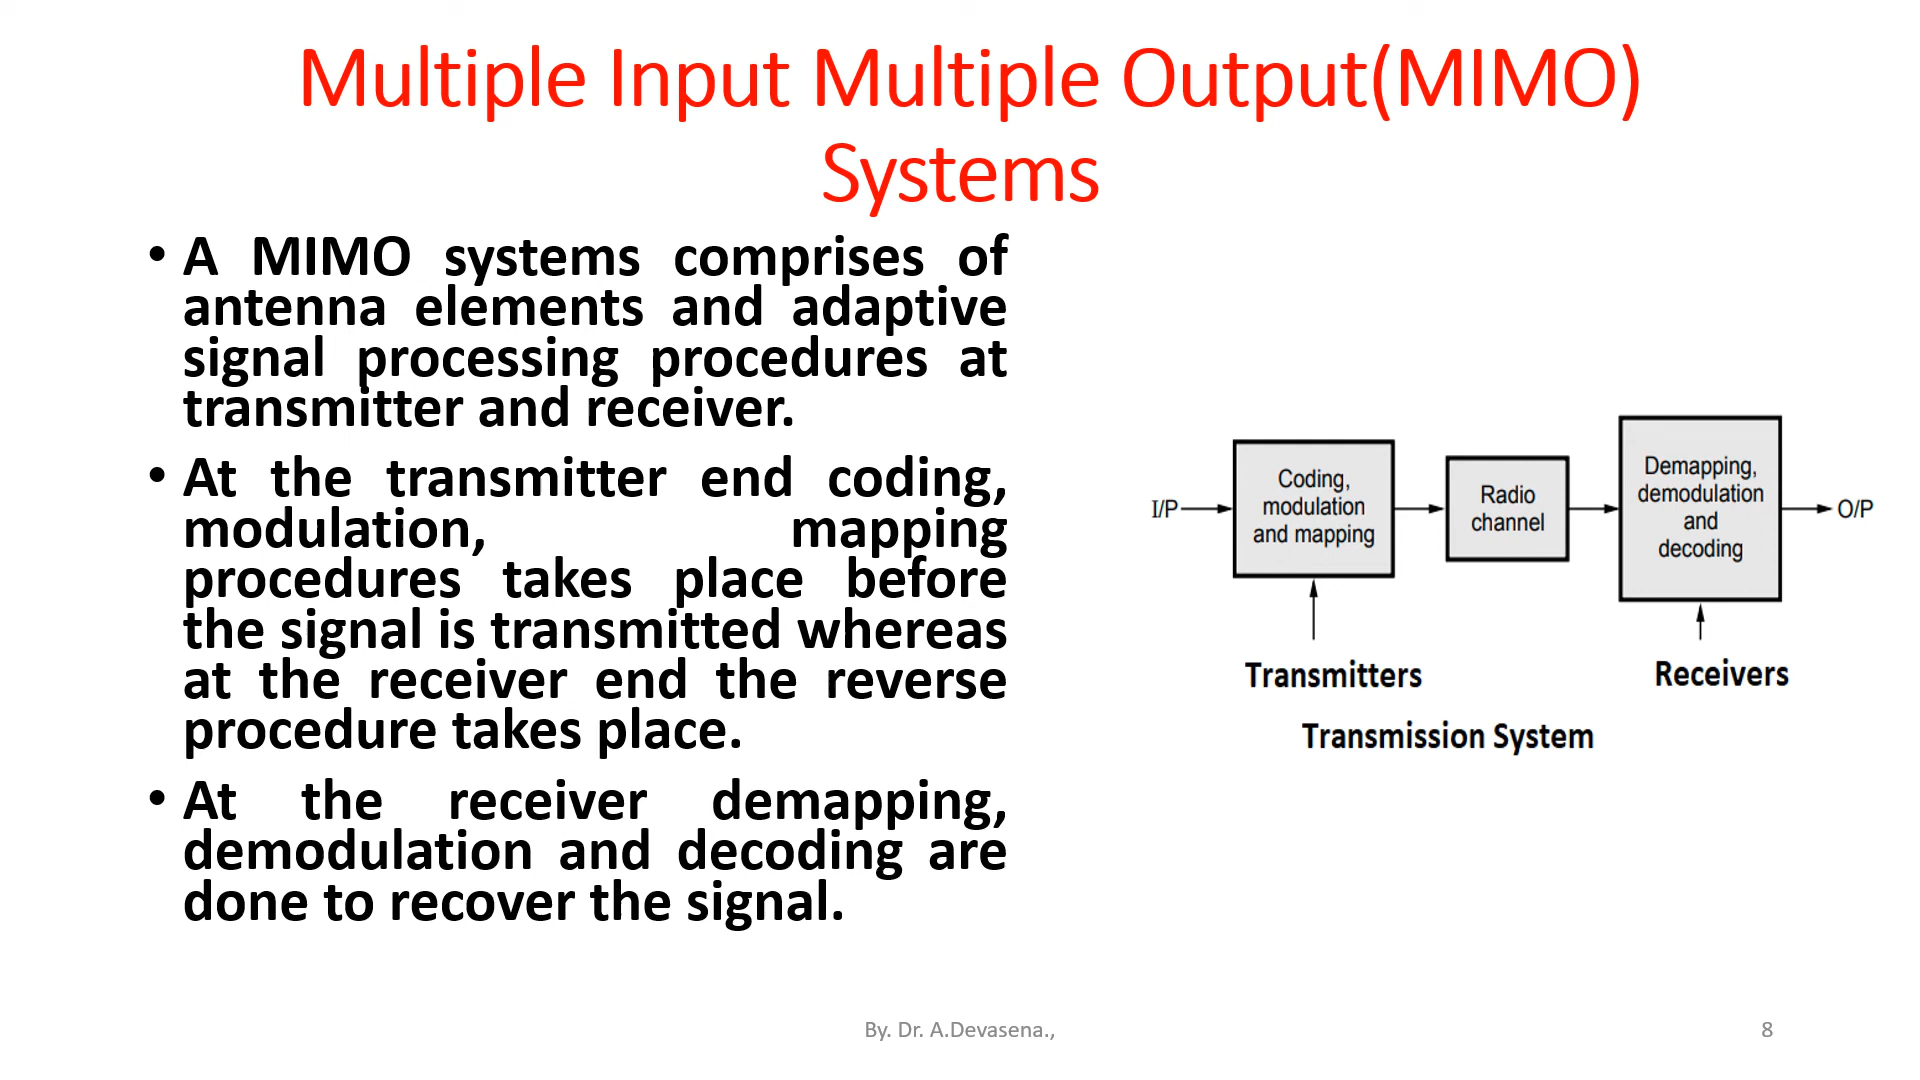 Multiple Input Multiple Output(MIMO)
Systems
• A MIMO systems comprises of
antenna elements and adaptive
signal processing procedures at
transmitter and receiver.
• At the transmitter end coding,
modulation, mapping
procedures takes place before
the signal is transmitted whereas
at the receiver end the reverse
procedure takes place.
• At the receiver demapping,
demodulation and decoding are
done to recover the signal.
I/P
Coding,
modulation
and mapping
Radio
channel
Demapping,
demodulation
and
decoding
O/P
Transmitters
Receivers
Transmission System
By. Dr. A.Devasena.,
8